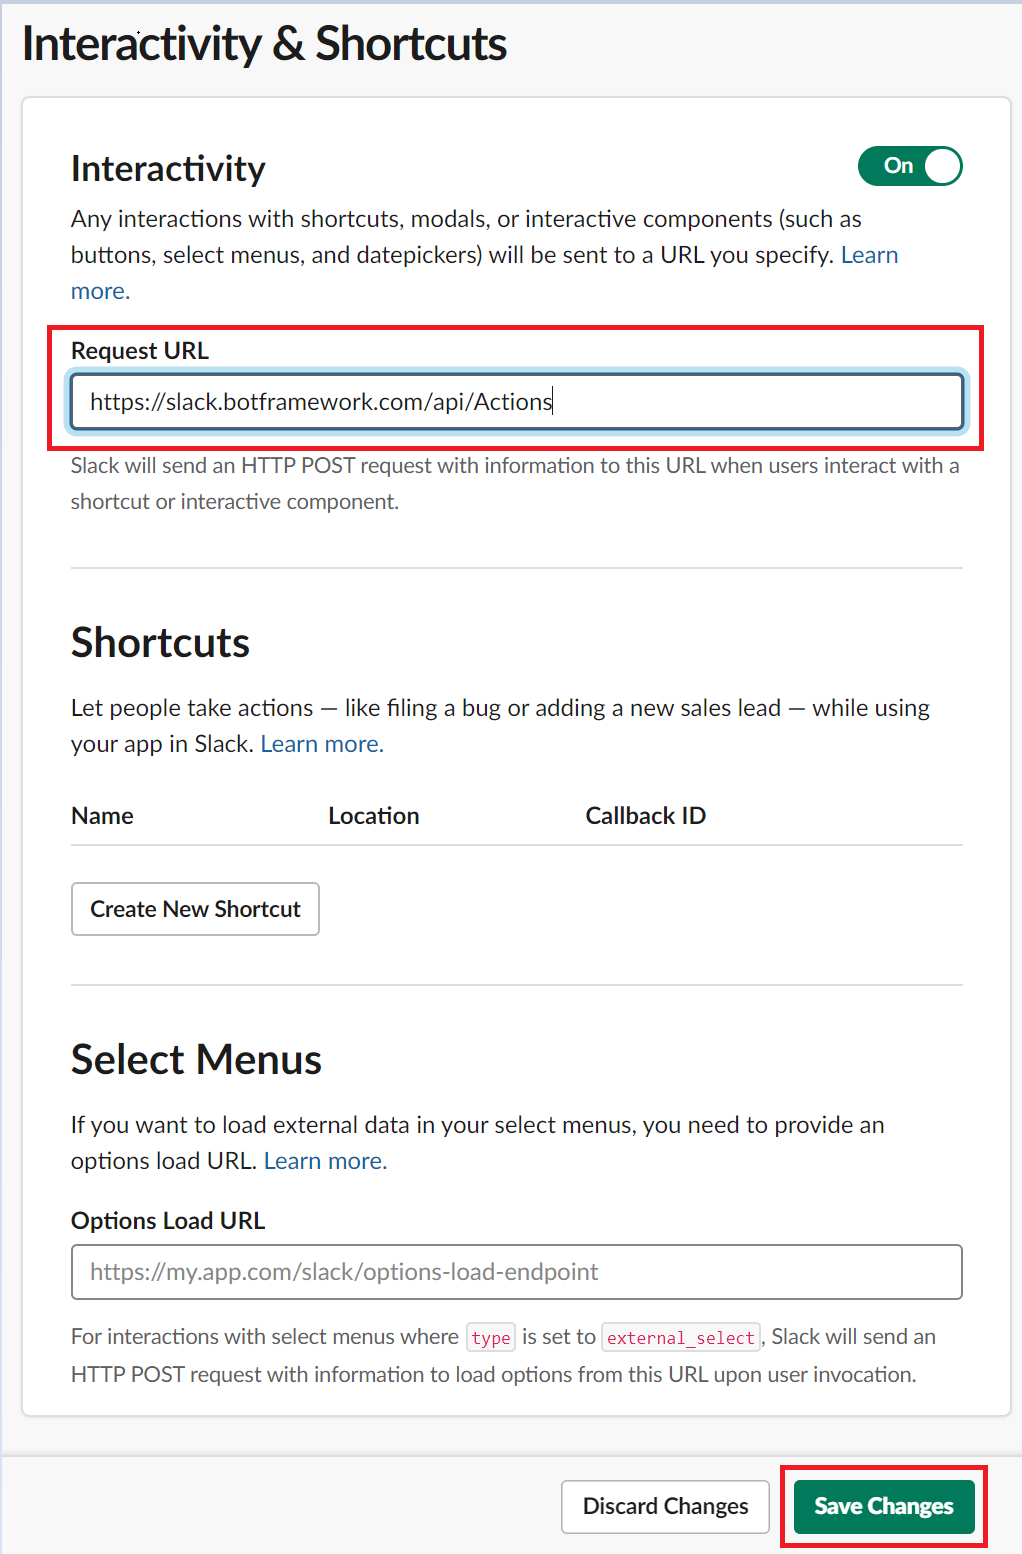 Interactivity & Shortcuts
Interactivity
On
Any interactions with shortcuts, modals, or interactive components (such as
buttons, select menus, and datepickers) will be sent to a URL you specify. Learn
more.
Request URL
https://slack.botframework.com/api/Actions
Slack will send an HTTP POST request with information to this URL when users interact with a
shortcut or interactive component.
Shortcuts
Let people take actions — like filing a bug or adding a new sales lead — while using
your app in Slack. Learn more.
Name Location Callback ID
Create New Shortcut
Select Menus
If you want to load external data in your select menus, you need to provide an
options load URL. Learn more.
Options Load URL
https://my.app.com/slack/options-load-endpoint
For interactions with select menus where type is set to external_select, Slack will send an
HTTP POST request with information to load options from this URL upon user invocation.
Discard Changes Save Changes